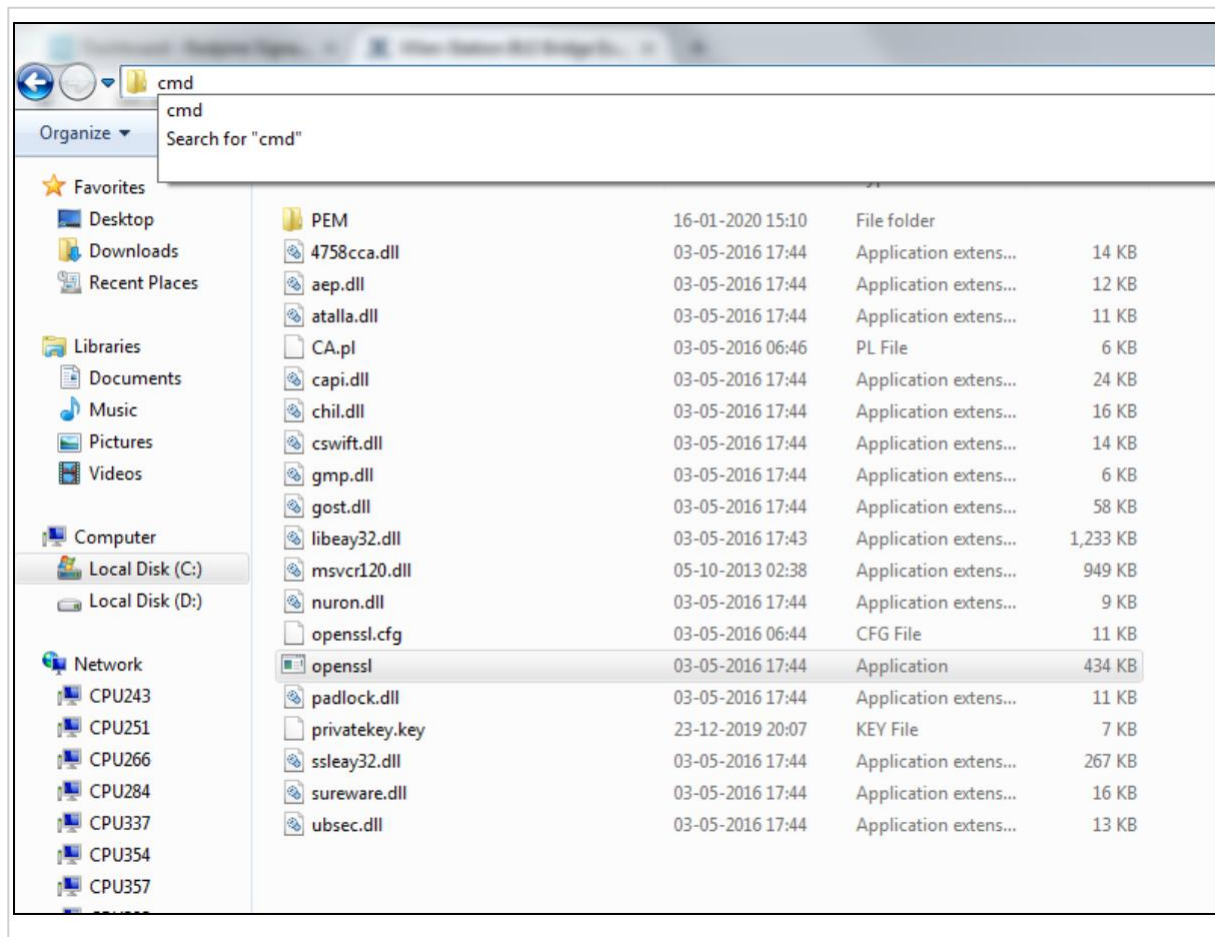 cmd
cmd
Search for "cmd"
Organize
Favorites
Desktop
Downloads
Recent Places
Libraries
Documents
Music
Pictures
Videos
Computer
Local Disk (C:)
Local Disk (D:)
Network
CPU243
CPU251
CPU266
CPU284
CPU337
CPU354
CPU357
PEM 16-01-2020 15:10 File folder
4758cca.dll 03-05-2016 17:44 Application extens... 14 KB
aep.dll 03-05-2016 17:44 Application extens... 12 KB
atalla.dll 03-05-2016 17:44 Application extens... 11 KB
CA.pl 03-05-2016 06:46 PL File 6 KB
capi.dll 03-05-2016 17:44 Application extens... 24 KB
chil.dll 03-05-2016 17:44 Application extens... 16 KB
cswift.dll 03-05-2016 17:44 Application extens... 14 KB
gmp.dll 03-05-2016 17:44 Application extens... 6 KB
gost.dll 03-05-2016 17:44 Application extens... 58 KB
libeay32.dll 03-05-2016 17:43 Application extens... 1,233 KB
msvcr120.dll 05-10-2013 02:38 Application extens... 949 KB
nuron.dll 03-05-2016 17:44 Application extens... 9 KB
openssl.cfg 03-05-2016 06:44 CFG File 11 KB
openssl 03-05-2016 17:44 Application 434 KB
padlock.dll 03-05-2016 17:44 Application extens... 11 KB
privatekey.key 23-12-2019 20:07 KEY File 7 KB
ssleay32.dll 03-05-2016 17:44 Application extens... 267 KB
sureware.dll 03-05-2016 17:44 Application extens... 16 KB
ubsec.dll 03-05-2016 17:44 Application extens... 13 KB